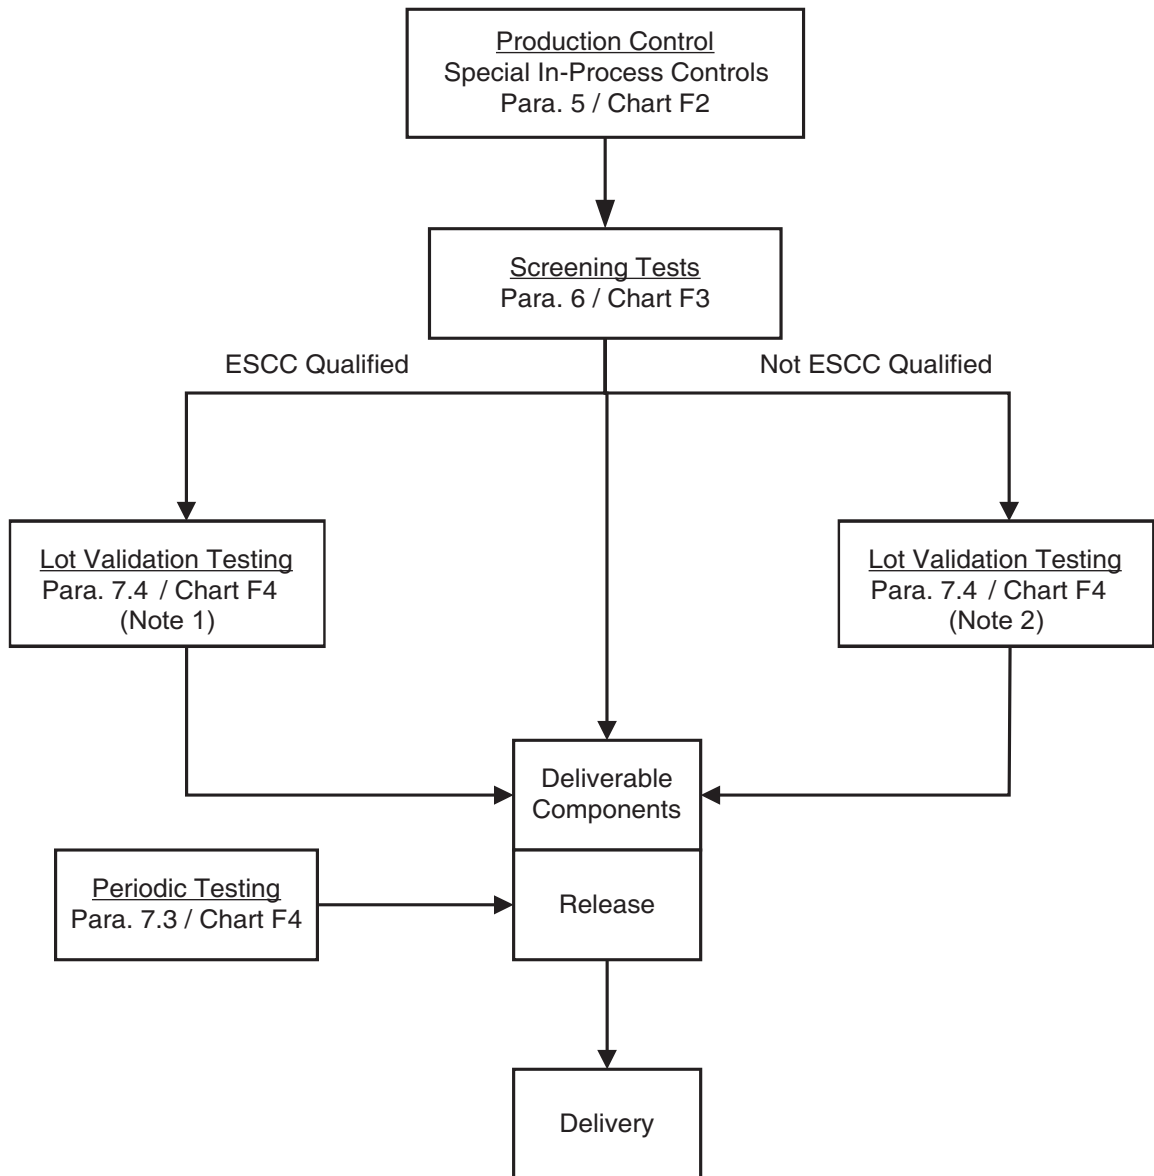 Production Control
Special In-Process Controls
Para. 5 / Chart F2
Screening Tests
Para. 6 / Chart F3
ESCC Qualified
Not ESCC Qualified
Lot Validation Testing
Para. 7.4 / Chart F4
(Note 1)
Lot Validation Testing
Para. 7.4 / Chart F4
(Note 2)
Deliverable
Components
Periodic Testing
Para. 7.3 / Chart F4
Release
Delivery